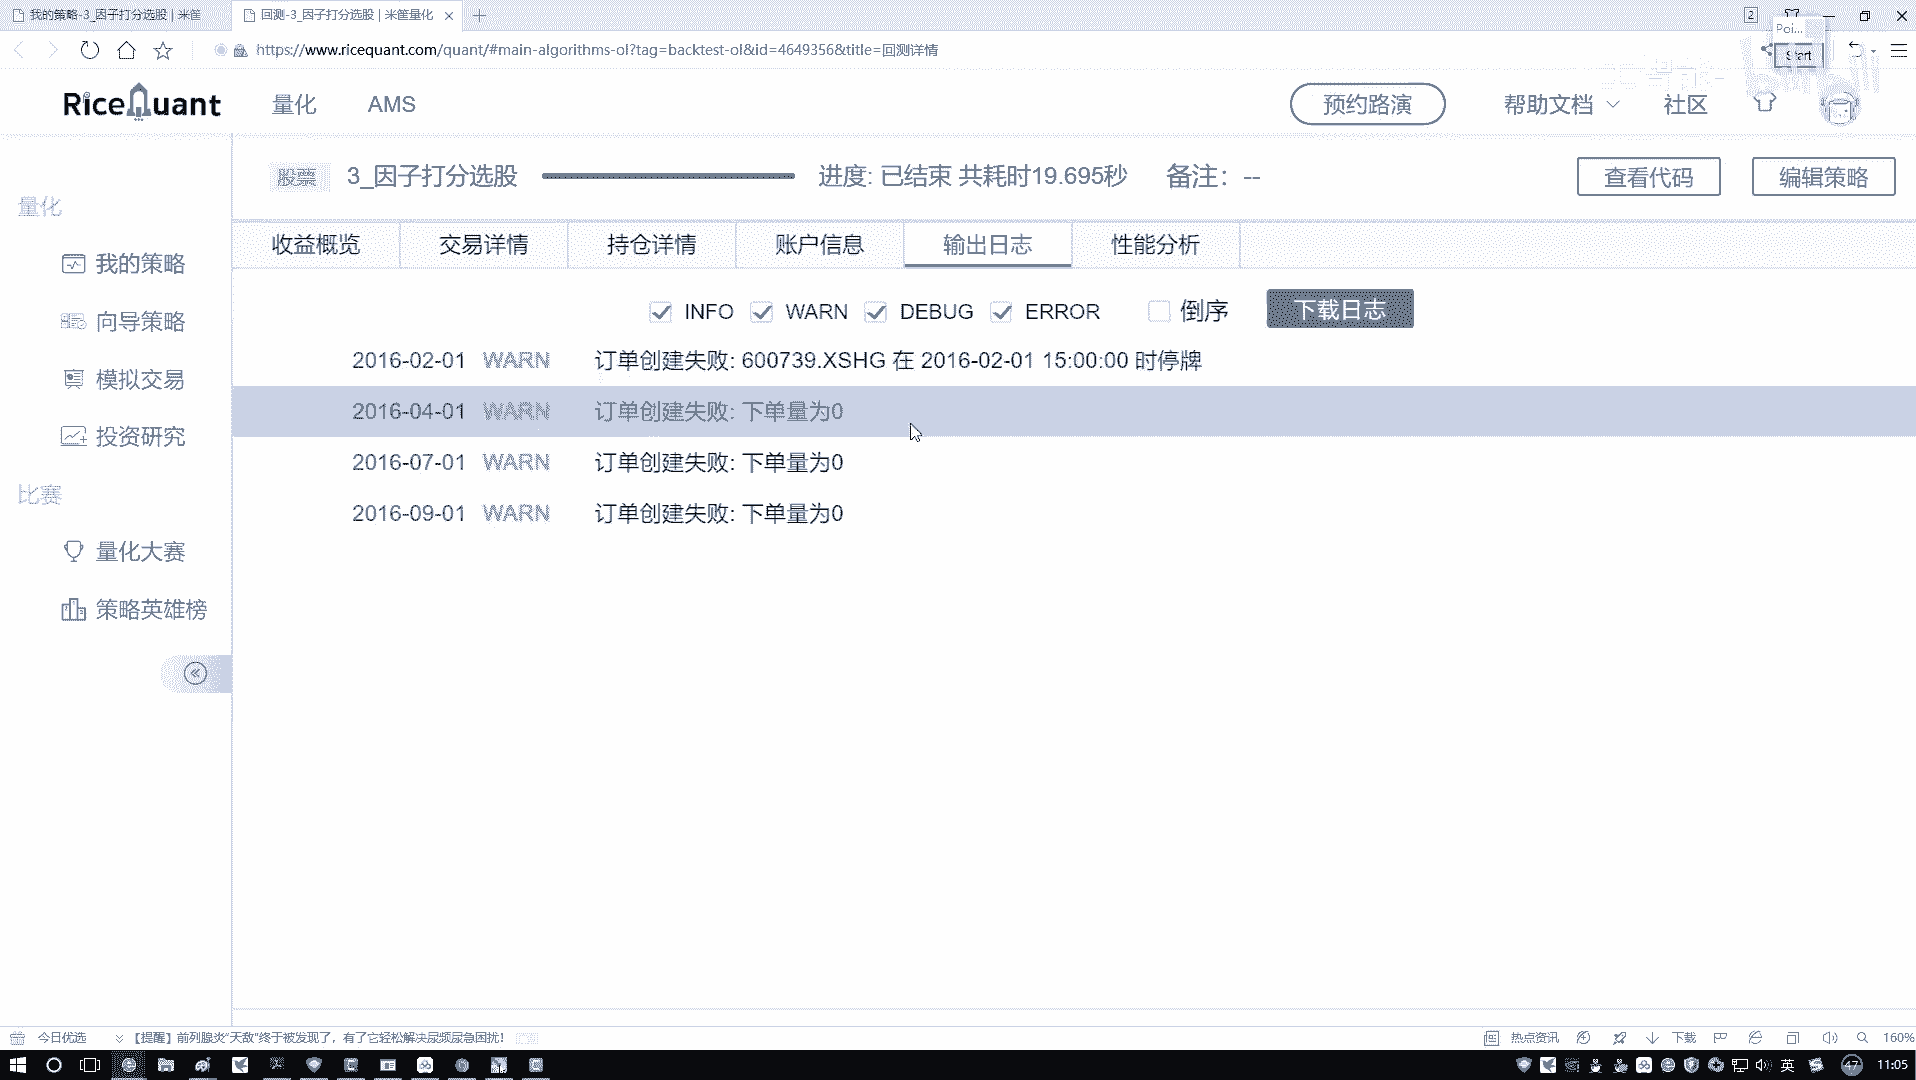 我的策略-3_因子打分选股 | 米筐
回测-3_因子打分选股 | 米筐量化
2
Poi...
https://www.ricequant.com/quant/#main-algorithms-ol?tag=backtest-ol&id=4649356&title=回测详情
Start
RiceQuant 量化 AMS 预约路演 帮助文档 社区
股票 3_因子打分选股 进度: 已结束 共耗时19.695秒 备注：-- 查看代码 编辑策略
量化
我的策略
向导策略
模拟交易
投资研究
比赛
量化大赛
策略英雄榜
收益概览 交易详情 持仓详情 账户信息 输出日志 性能分析
INFO WARN DEBUG ERROR 倒序 下载日志
2016-02-01 WARN 订单创建失败: 600739.XSHG 在 2016-02-01 15:00:00 时停牌
2016-04-01 WARN 订单创建失败: 下单量为0
2016-07-01 WARN 订单创建失败: 下单量为0
2016-09-01 WARN 订单创建失败: 下单量为0
今日优选 【提醒】前列腺炎“天敌”终于被发现了，有了它轻松解决尿频尿急困扰！ 热点资讯 下载 160%
英 47 11:05